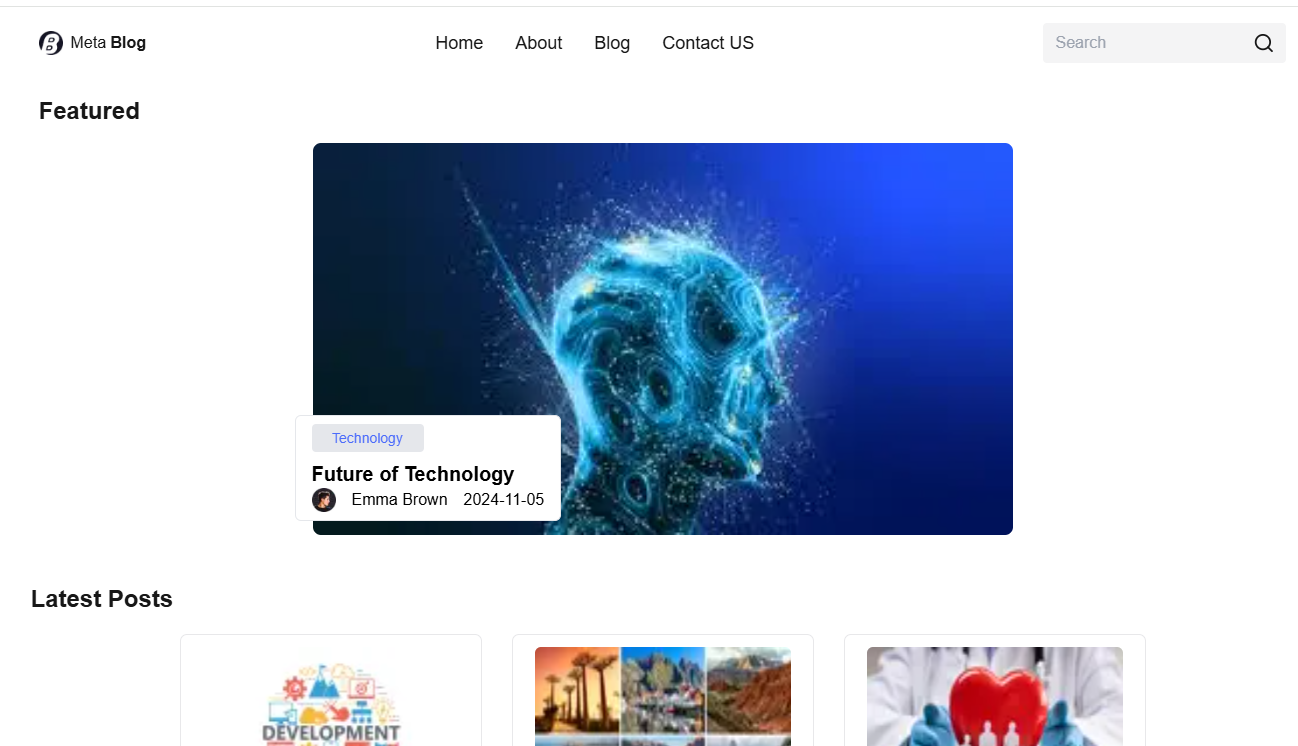 Meta Blog
Home
About
Blog
Contact US
Search
Featured
Technology
Future of Technology
Emma Brown 2024-11-05
Latest Posts
DEVELOPMENT